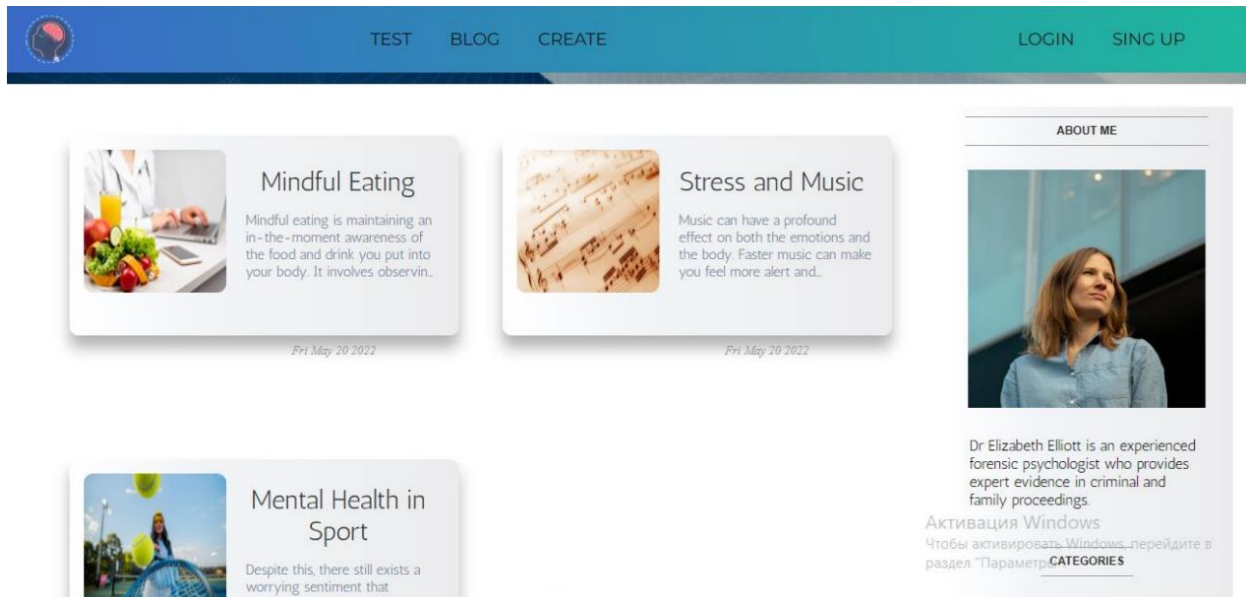 TEST BLOG CREATE LOGIN SING UP
Mindful Eating
Mindful eating is maintaining an
in-the-moment awareness of
the food and drink you put into
your body. It involves observin...
Fri May 20 2022
Stress and Music
Music can have a profound
effect on both the emotions and
the body. Faster music can make
you feel more alert and...
Fri May 20 2022
Mental Health in
Sport
Despite this, there still exists a
worrying sentiment that
ABOUT ME
Dr Elizabeth Elliott is an experienced
forensic psychologist who provides
expert evidence in criminal and
family proceedings.
Активация Windows
Чтобы активировать Windows, перейдите в
раздел "Параметры
CATEGORIES